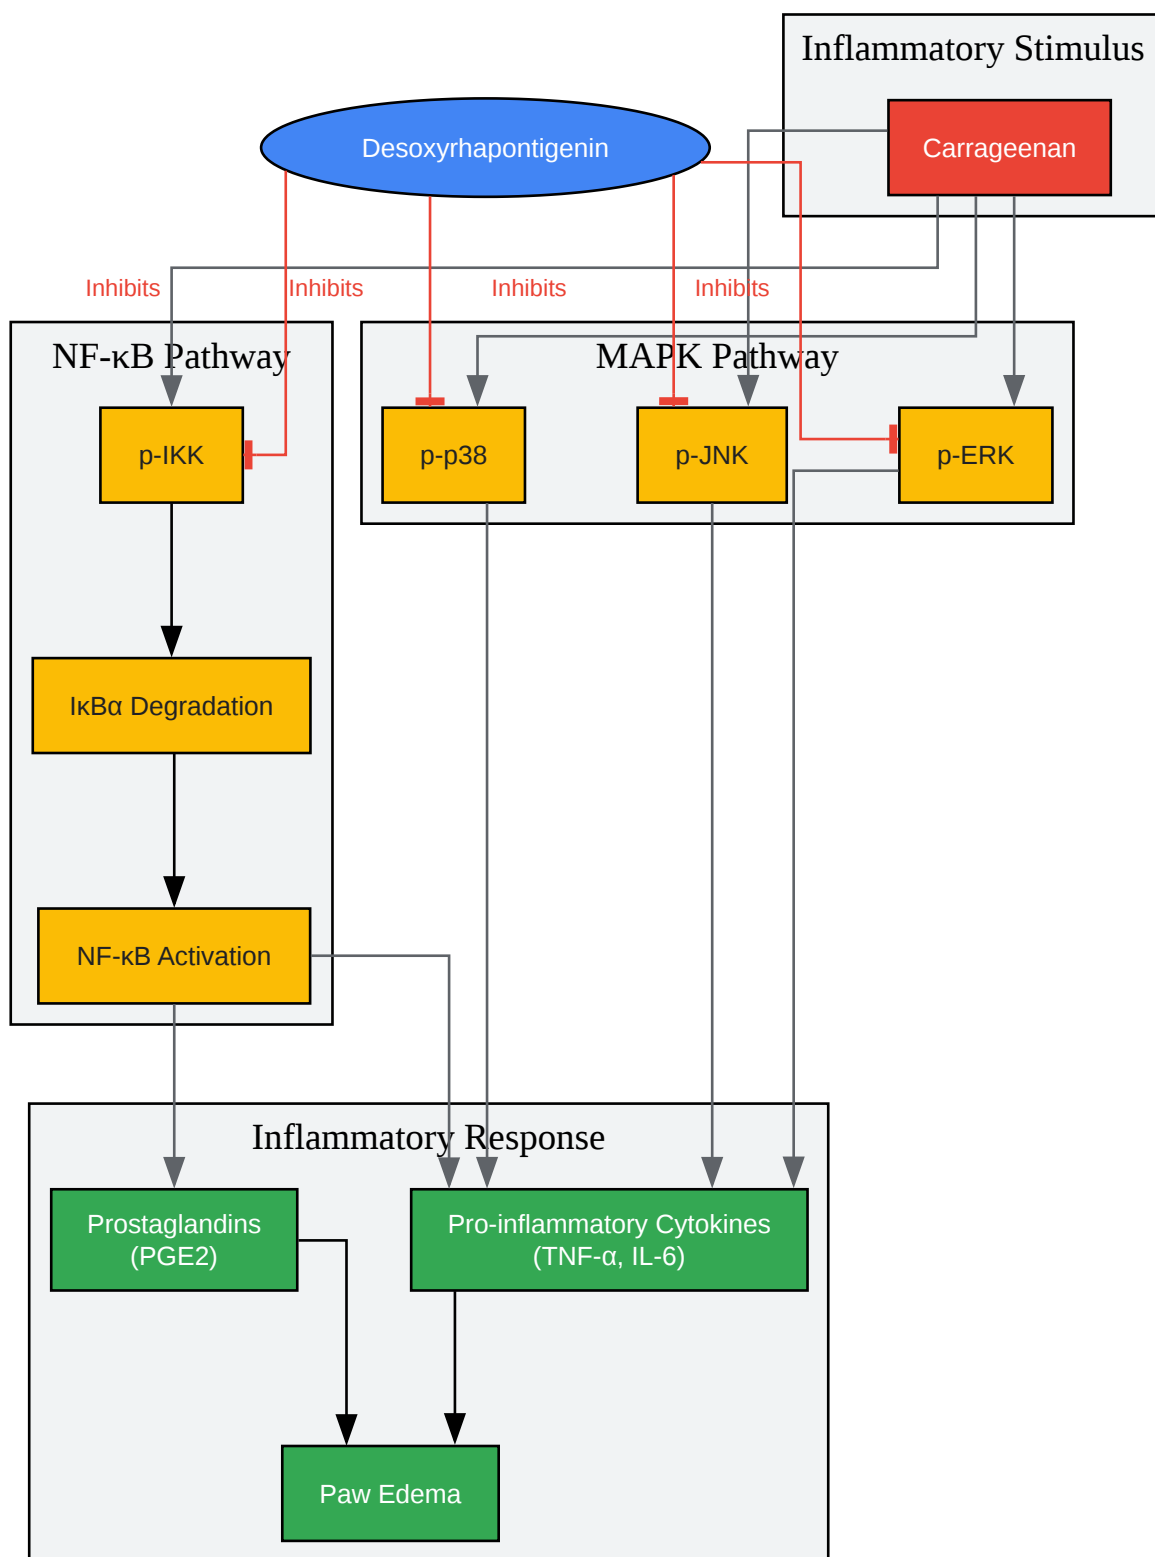 Inflammatory Stimulus
Desoxyrhapontigenin
Carrageenan
Inhibits
Inhibits
Inhibits
Inhibits
NF-κB Pathway
MAPK Pathway
p-IKK
p-p38
p-JNK
p-ERK
IκBα Degradation
NF-κB Activation
Inflammatory Response
Prostaglandins
(PGE2)
Pro-inflammatory Cytokines
(TNF-α, IL-6)
Paw Edema